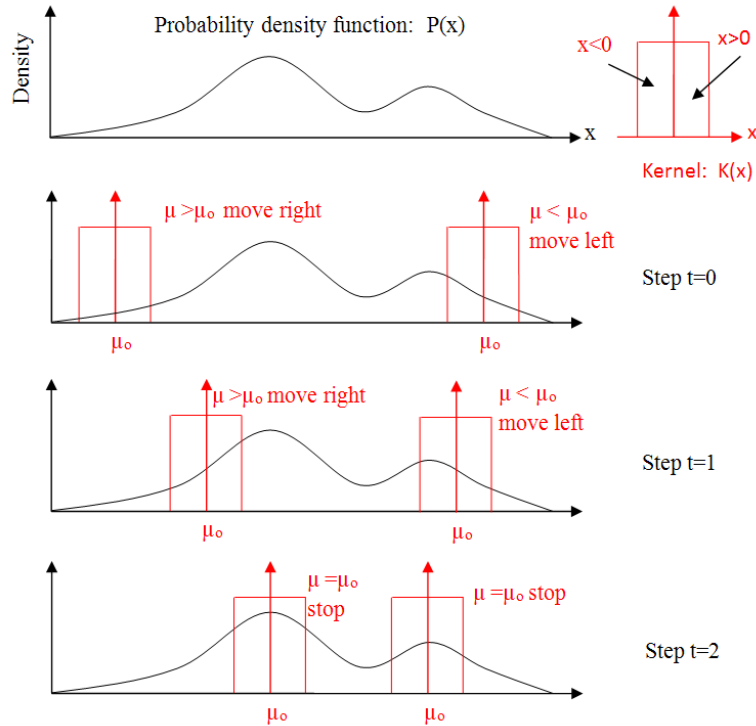 Probability density function: P(x)
Density
x
x<0
x>0
x
Kernel: K(x)
μ >μₒ move right
μ < μₒ
move left
Step t=0
μₒ
μₒ
μ >μₒ move right
μ < μₒ
move left
Step t=1
μₒ
μₒ
μ =μₒ
stop
μ =μₒ stop
Step t=2
μₒ
μₒ